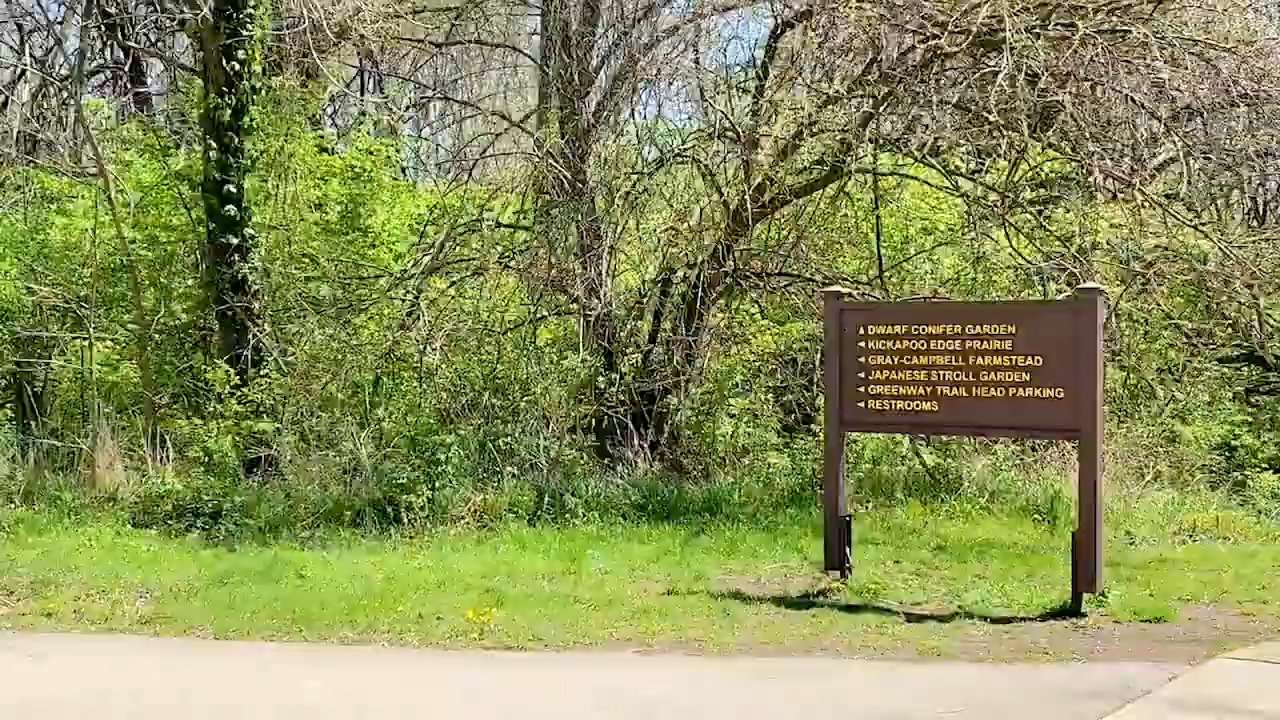 ▲ DWARF CONIFER GARDEN
◄ KICKAPOO EDGE PRAIRIE
◄ GRAY-CAMPBELL FARMSTEAD
◄ JAPANESE STROLL GARDEN
◄ GREENWAY TRAIL HEAD PARKING
◄ RESTROOMS